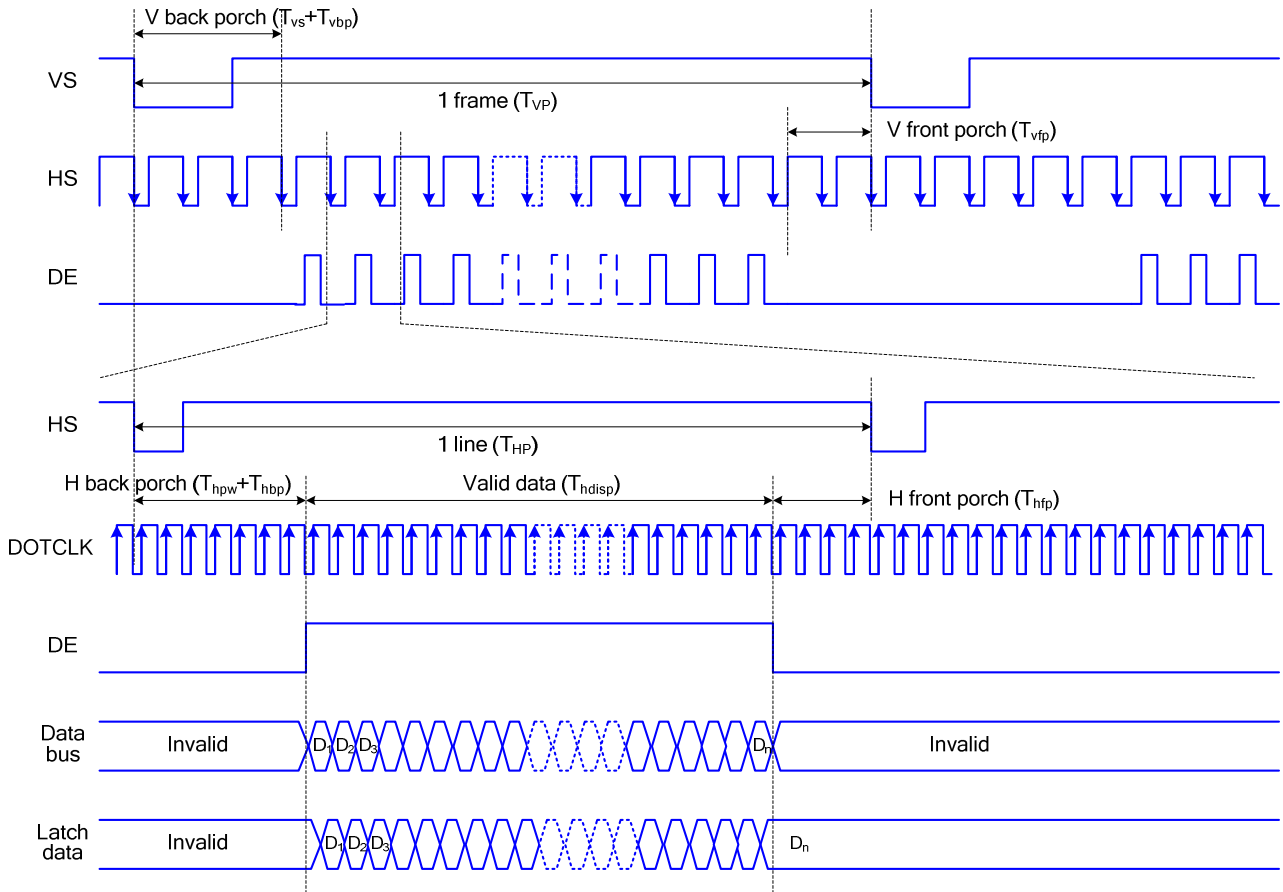 V back porch (Tvs+Tvbp)
VS
1 frame (TVP)
V front porch (Tvfp)
HS
DE
HS
1 line (THP)
H back porch (Thpw+Thbp)
Valid data (Thdisp)
H front porch (Thfp)
DOTCLK
DE
Data
bus
Invalid
D1 D2 D3
Dn
Invalid
Latch
data
Invalid
D1 D2 D3
Dn